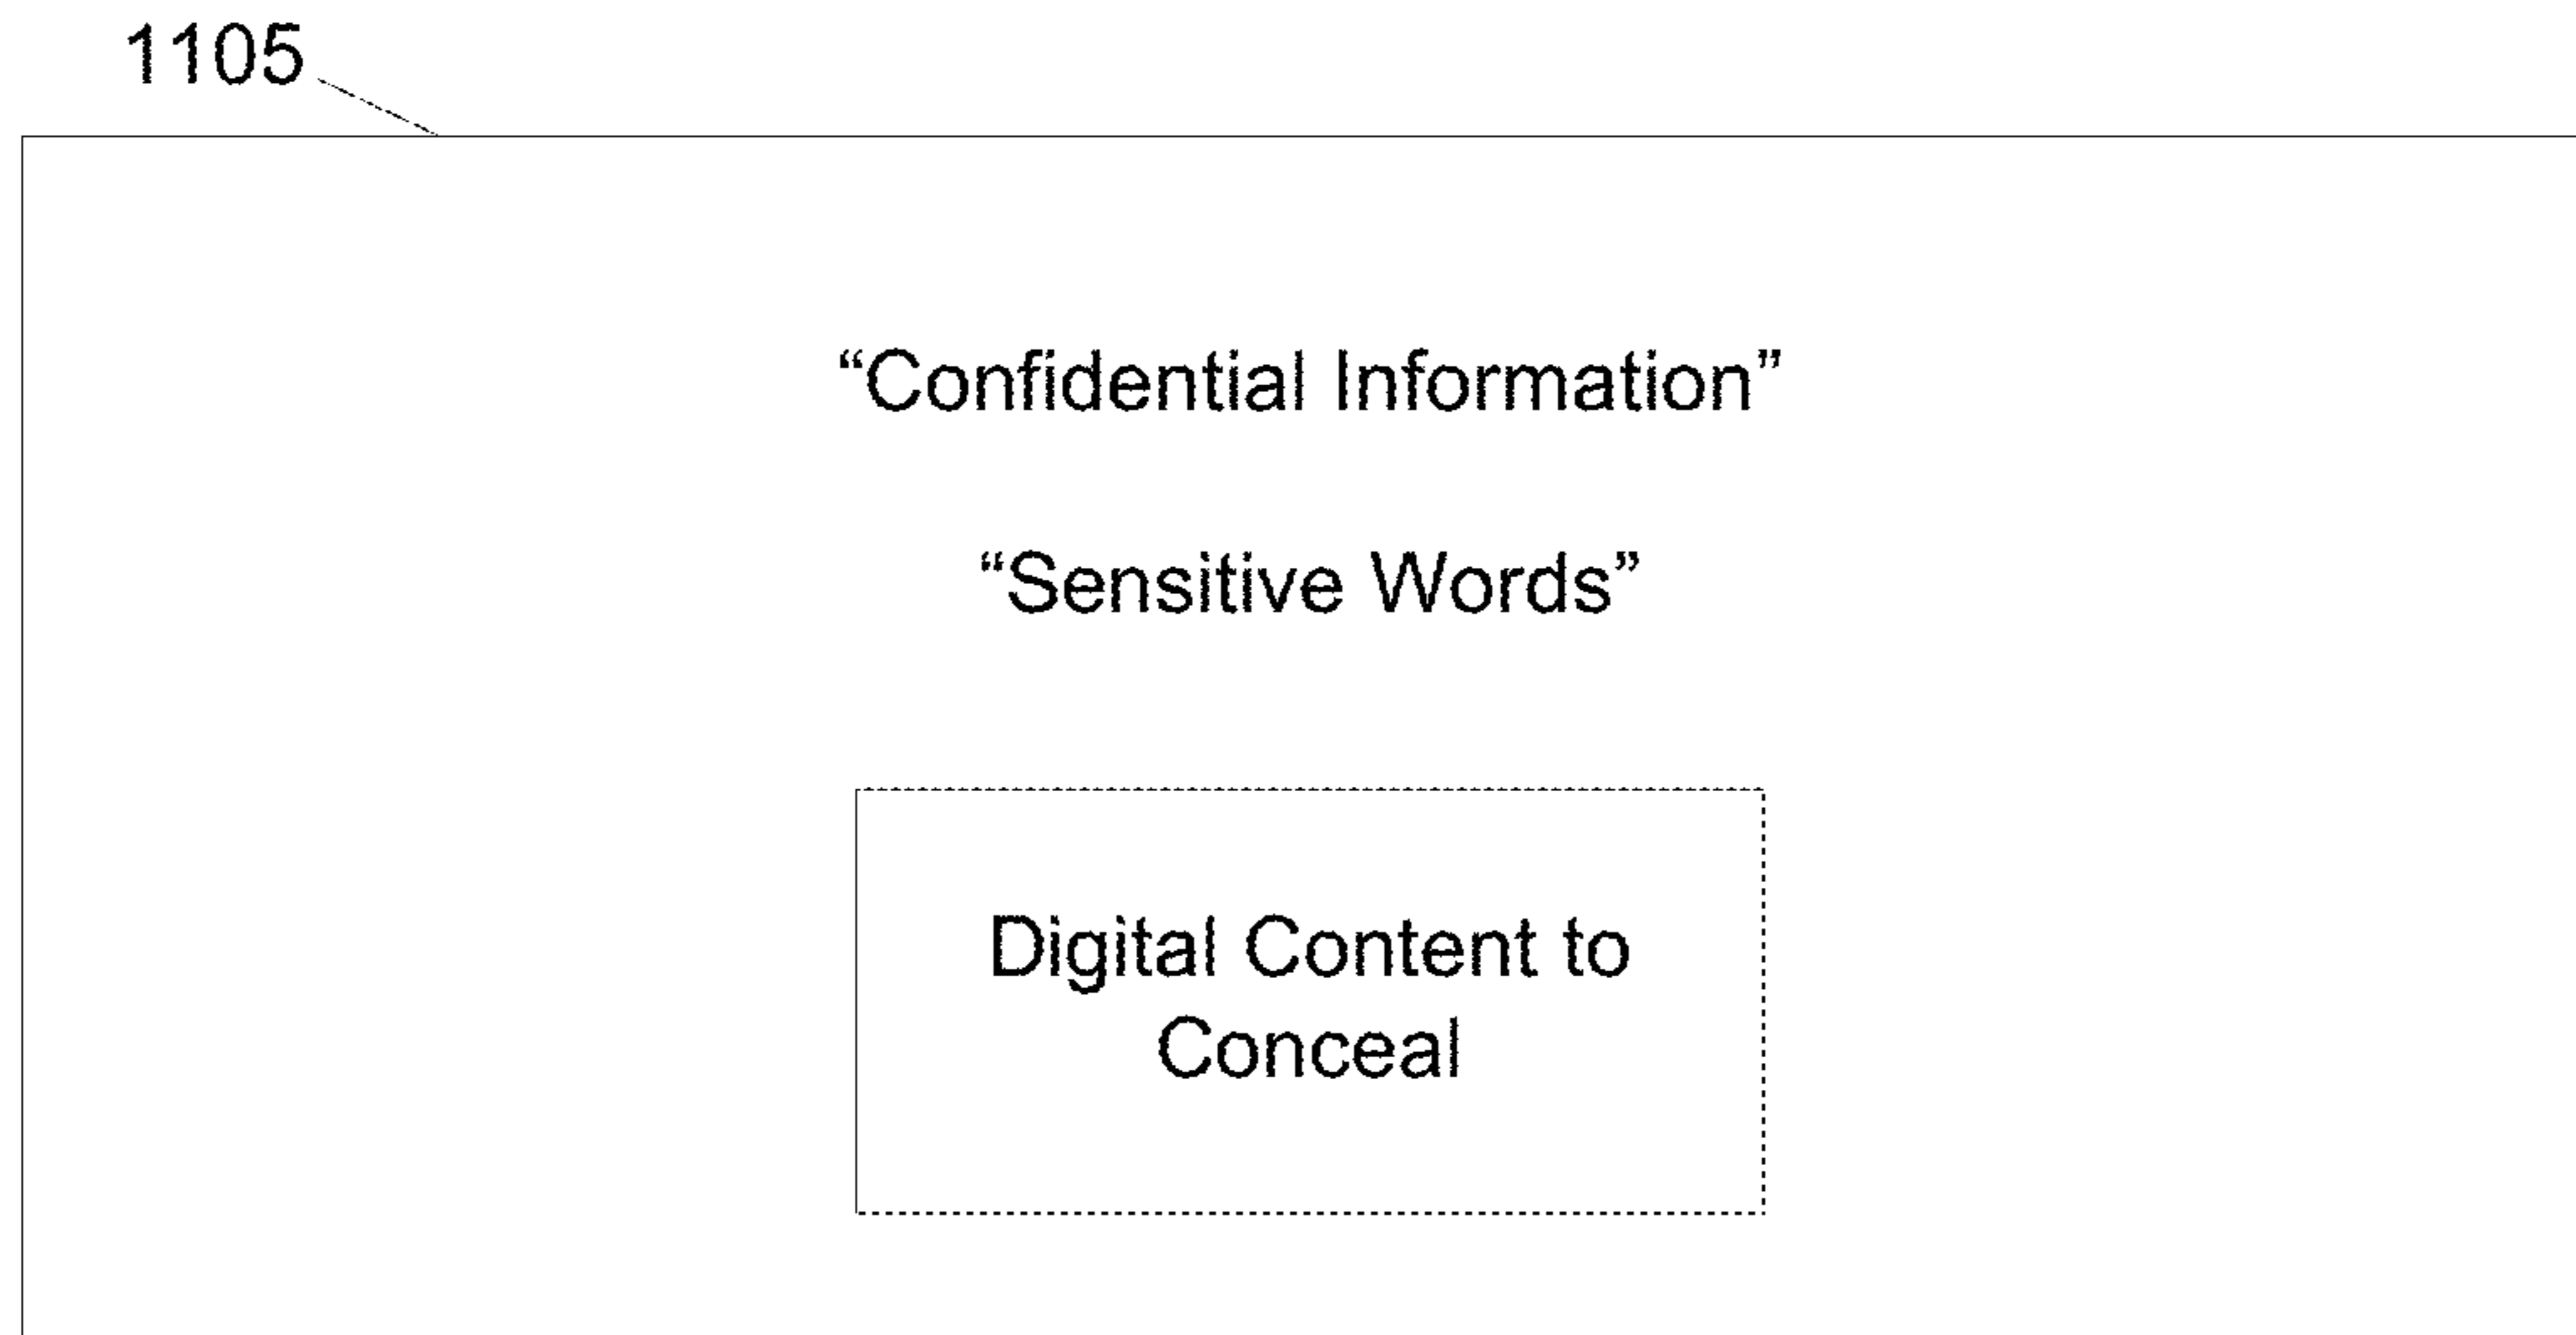 1105
“Confidential Information”
“Sensitive Words”
Digital Content to
Conceal